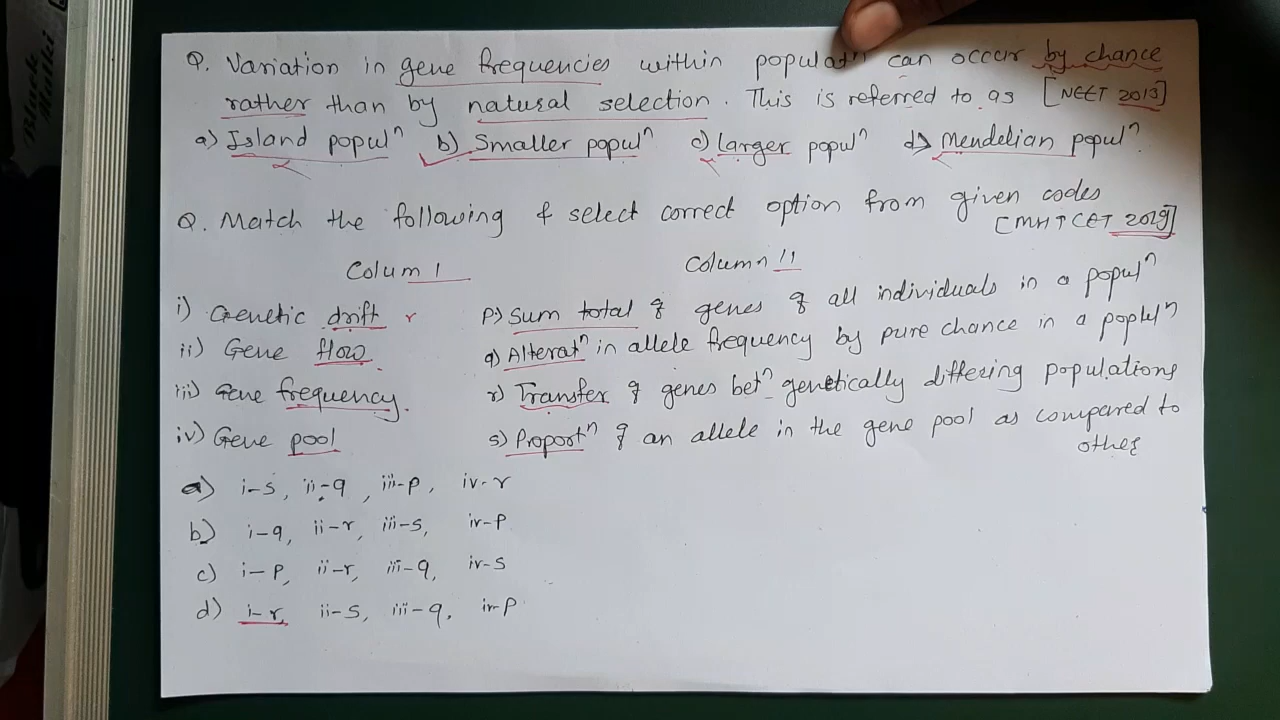 Q. Variation in gene frequencies within populatn can occur by chance
rather than by natural selection. This is referred to as [NEET 2013]
a) Island populn b) Smaller populn c) larger populn d) Mendelian populn.
Q. Match the following & select correct option from given codes
[MHTCET 2019]
Colum I Column II
i) Genetic drift r p) Sum total of genes of all individuals in a populn
ii) Gene flow q) Alteratn in allele frequency by pure chance in a popln
iii) Gene frequency. r) Transfer of genes betn genetically differing populations
iv) Gene pool s) Proportn of an allele in the gene pool as compared to
other
a) i-s, ii-q, iii-p, iv-r
b) i-q, ii-r, iii-s, iv-p
c) i-p, ii-r, iii-q, iv-s
d) i-r, ii-s, iii-q, iv-p
Black